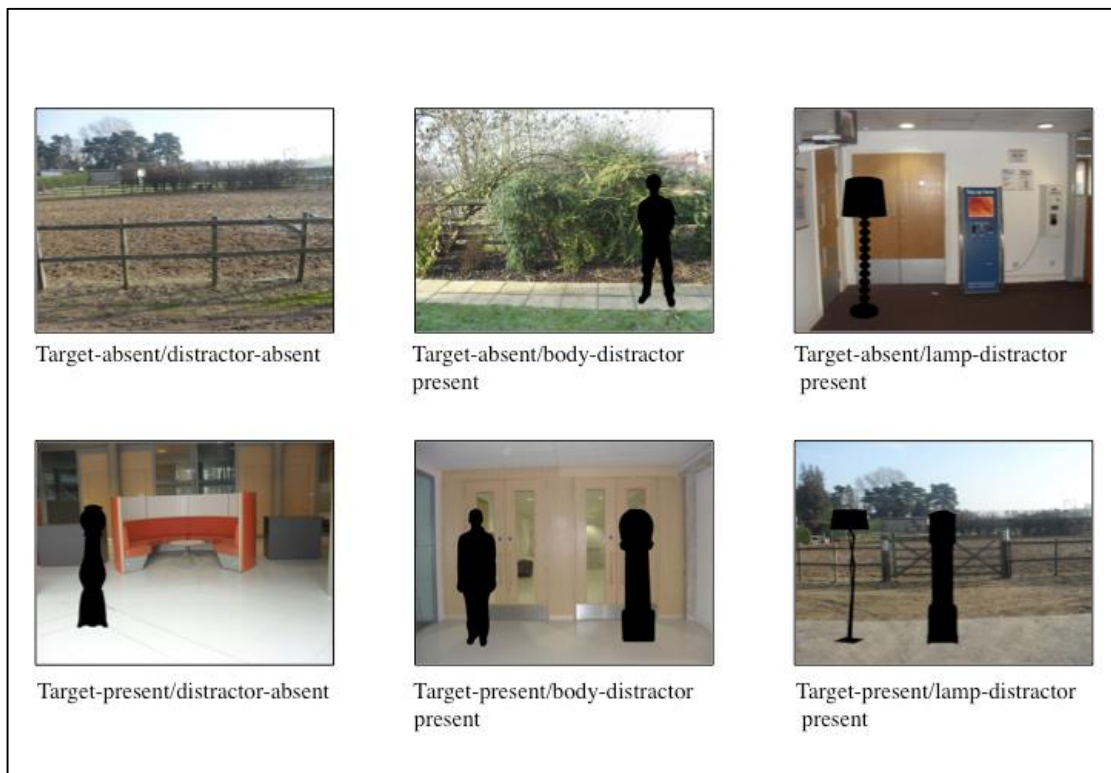 Target-absent/distractor-absent
Target-absent/body-distractor
present
Target-absent/lamp-distractor
present
Target-present/distractor-absent
Target-present/body-distractor
present
Target-present/lamp-distractor
present